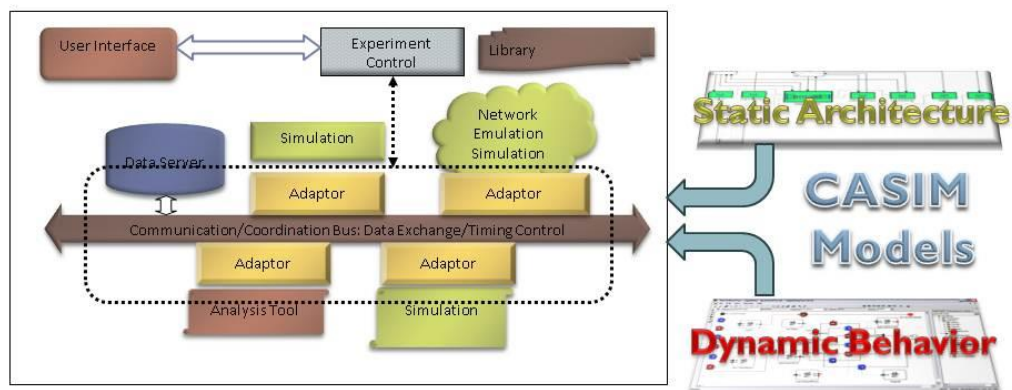 User Interface
Experiment
Control
Library
Network
Emulation
Simulation
Simulation
Data Server
Adaptor
Adaptor
Communication/Coordination Bus: Data Exchange/Timing Control
Adaptor
Adaptor
Analysis Tool
Simulation
Static Architecture
CASIM
Models
Dynamic Behavior